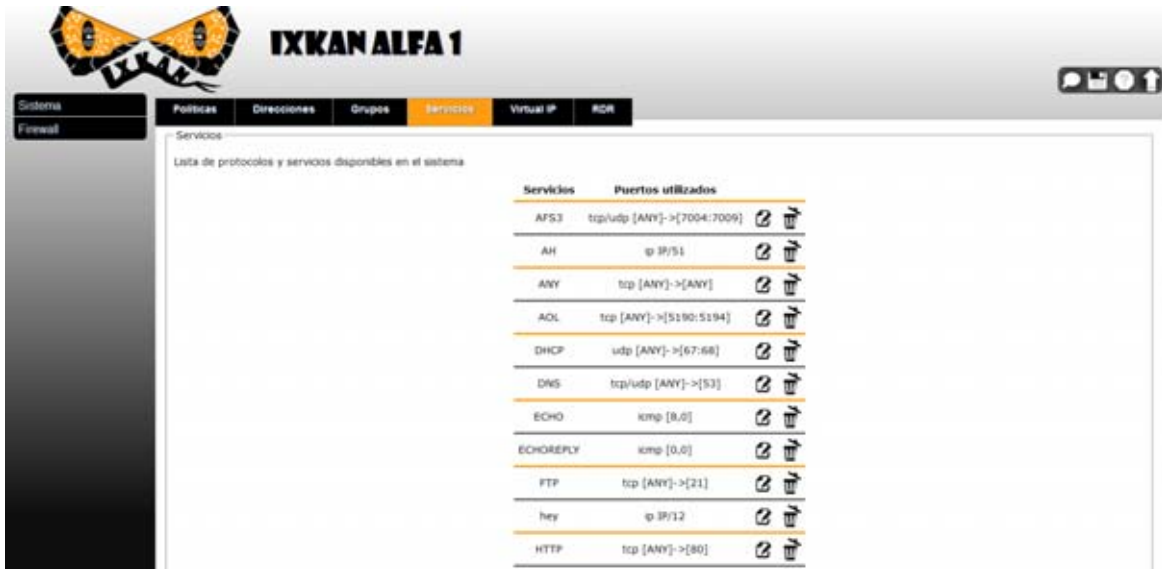 IXKAN
IXKAN ALFA 1
Sistema
Firewall
Politicas Direcciones Grupos Servicios Virtual IP RDR
Servicios
Lista de protocolos y servicios disponibles en el sistema
Servicios Puertos utilizados
AFS3 tcp/udp [ANY]->[7004:7009]
AH ip IP/51
ANY tcp [ANY]->[ANY]
AOL tcp [ANY]->[5190:5194]
DHCP udp [ANY]->[67:68]
DNS tcp/udp [ANY]->[53]
ECHO icmp [8,0]
ECHOREPLY icmp [0,0]
FTP tcp [ANY]->[21]
hey ip IP/12
HTTP tcp [ANY]->[80]